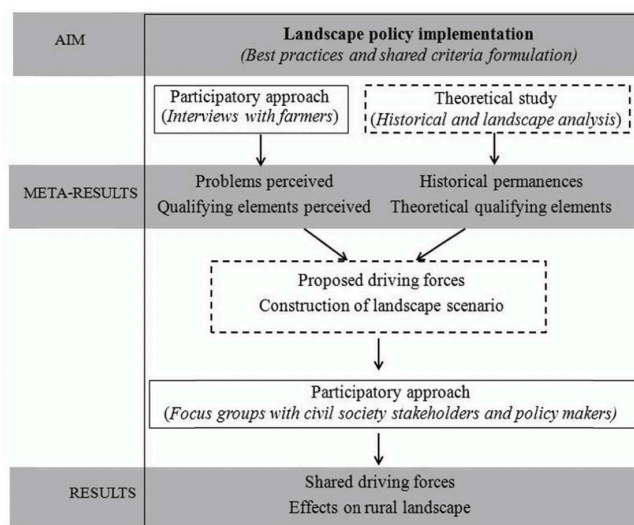 AIM
Landscape policy implementation
(Best practices and shared criteria formulation)
Participatory approach
(Interviews with farmers)
Theoretical study
(Historical and landscape analysis)
META-RESULTS
Problems perceived
Qualifying elements perceived
Historical permanences
Theoretical qualifying elements
Proposed driving forces
Construction of landscape scenario
Participatory approach
(Focus groups with civil society stakeholders and policy makers)
RESULTS
Shared driving forces
Effects on rural landscape